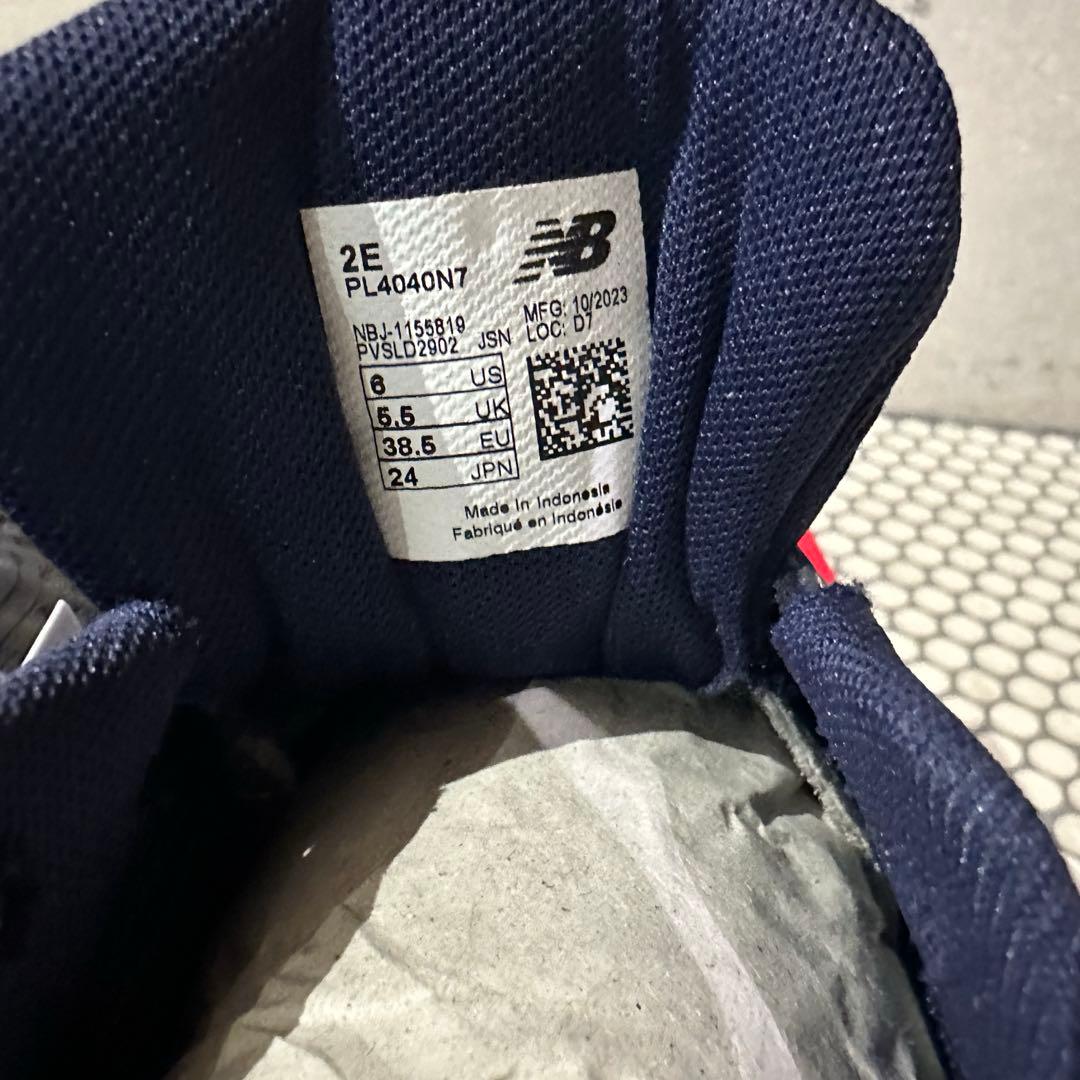 2E
PL4040N7
NB
MFG: 10/2023
LOC: D7
NBJ-1155819
PVSLD2902 JSN
6 US
5.5 UK
38.5 EU
24 JPN
Made in Indonesia
Fabriqué en Indonésie